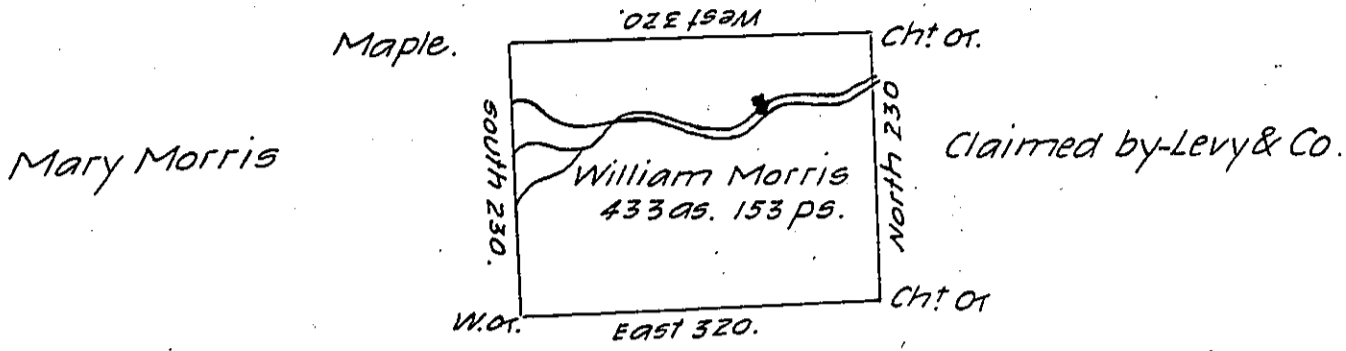 West 320.
Maple.
Cht or.
South 230.
North 230
Mary Morris
Claimed by-Levy & Co.
William Morris
433 as. 153 ps.
W.or.
Cht or
East 320.